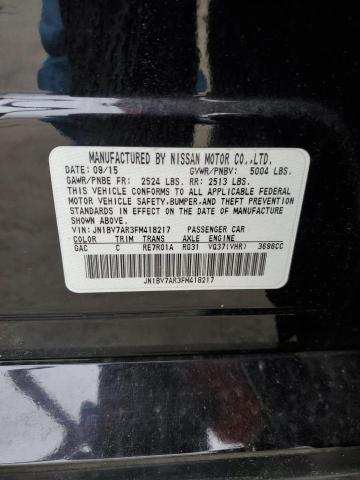 MANUFACTURED BY NISSAN MOTOR CO.,LTD.
DATE: 09/15 GVWR/PNBV: 5004 LBS.
GAWR/PNBE FR: 2524 LBS. RR: 2513 LBS.
THIS VEHICLE CONFORMS TO ALL APPLICABLE FEDERAL
MOTOR VEHICLE SAFETY,BUMPER,AND THEFT PREVENTION
STANDARDS IN EFFECT ON THE DATE OF MANUFACTURE
SHOWN ABOVE.
VIN: JN1BV7AR3FM418217 PASSENGER CAR
COLOR TRIM TRANS AXLE ENGINE
GAC C RE7R01A RG31 VQ37(VHR) 3696CC
JN1BV7AR3FM418217